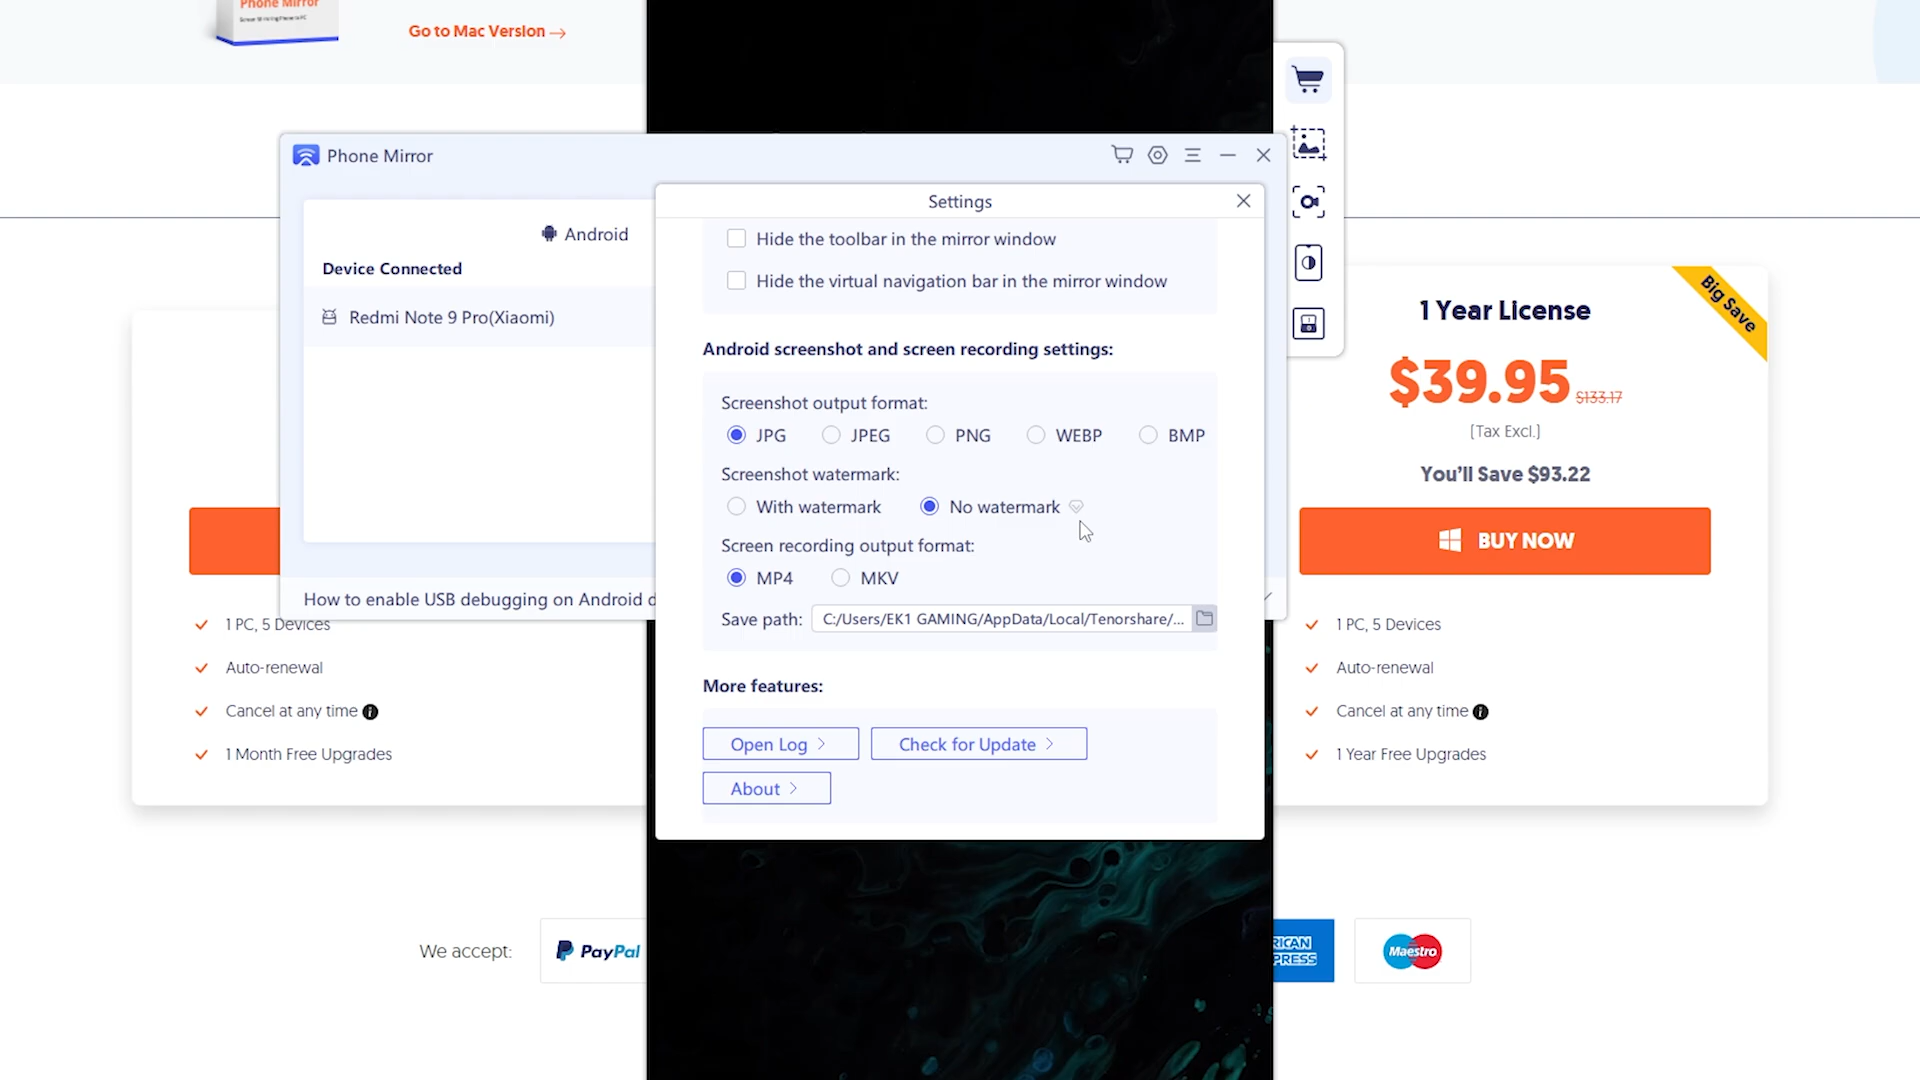 Phone Mirror
Screen Mirroring Phone to PC
Go to Mac Version
Phone Mirror
Settings
Android
Device Connected
Redmi Note 9 Pro(Xiaomi)
How to enable USB debugging on Android d
Hide the toolbar in the mirror window
Hide the virtual navigation bar in the mirror window
Android screenshot and screen recording settings:
Screenshot output format:
JPG JPEG PNG WEBP BMP
Screenshot watermark:
With watermark No watermark
Screen recording output format:
MP4 MKV
Save path: C:/Users/EK1 GAMING/AppData/Local/Tenorshare/...
More features:
Open Log
Check for Update
About
1 PC, 5 Devices
Auto-renewal
Cancel at any time
1 Month Free Upgrades
Big Save
1 Year License
$39.95 $133.17
(Tax Excl.)
You'll Save $93.22
BUY NOW
1 PC, 5 Devices
Auto-renewal
Cancel at any time
1 Year Free Upgrades
We accept:
PayPal
RICAN
PRESS
Maestro